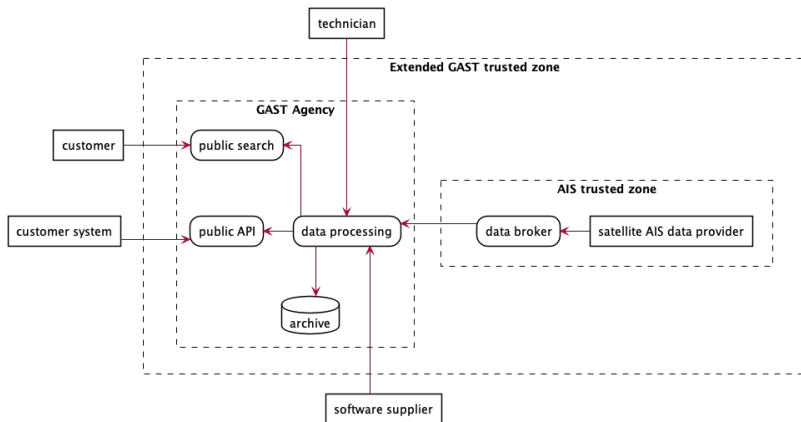 technician
Extended GAST trusted zone
GAST Agency
customer
public search
AIS trusted zone
customer system
public API
data processing
data broker
satellite AIS data provider
archive
software supplier